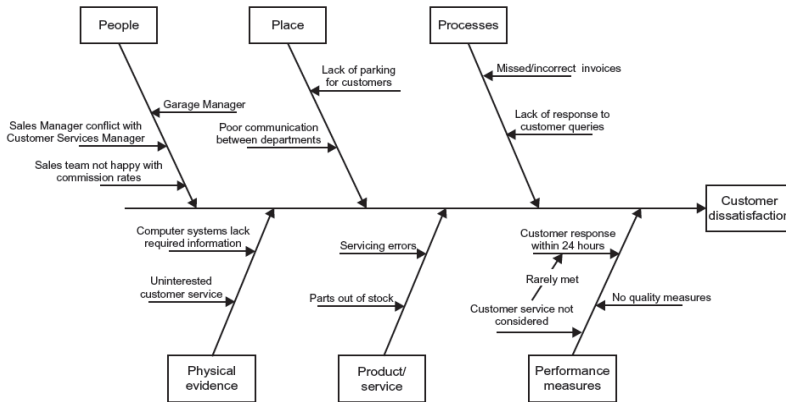 People
Place
Processes
Lack of parking
for customers
Missed/incorrect invoices
Garage Manager
Sales Manager conflict with
Customer Services Manager
Poor communication
between departments
Lack of response to
customer queries
Sales team not happy with
commission rates
Customer
dissatisfaction
Computer systems lack
required information
Servicing errors
Customer response
within 24 hours
Rarely met
Uninterested
customer service
Parts out of stock
Customer service not
considered
No quality measures
Physical
evidence
Product/
service
Performance
measures